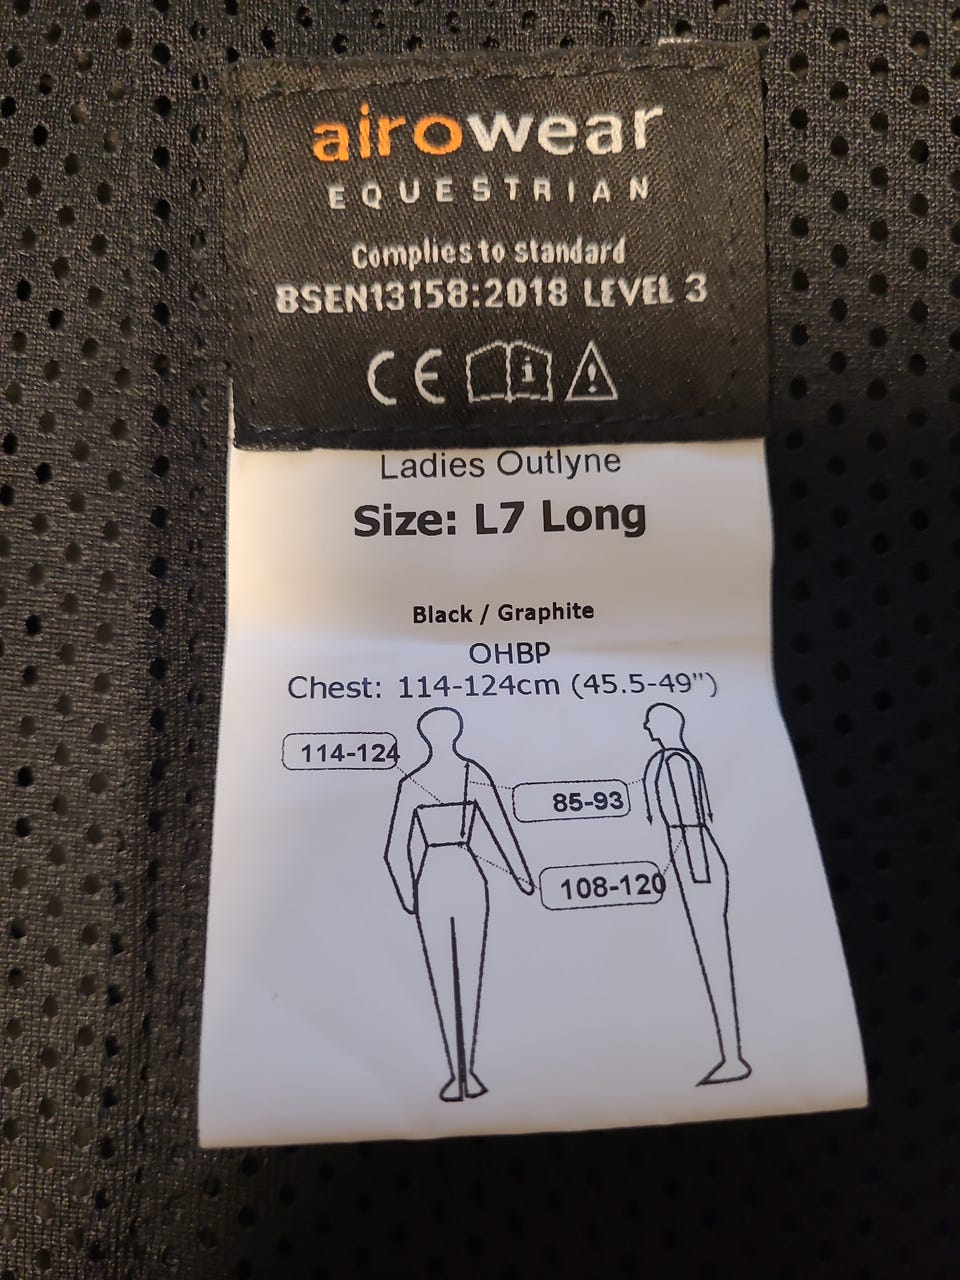 airowear
EQUESTRIAN
Complies to standard
BSEN13158:2018 LEVEL 3
CE i !
Ladies Outlyne
Size: L7 Long
Black / Graphite
OHBP
Chest: 114-124cm (45.5-49")
114-124
85-93
108-120